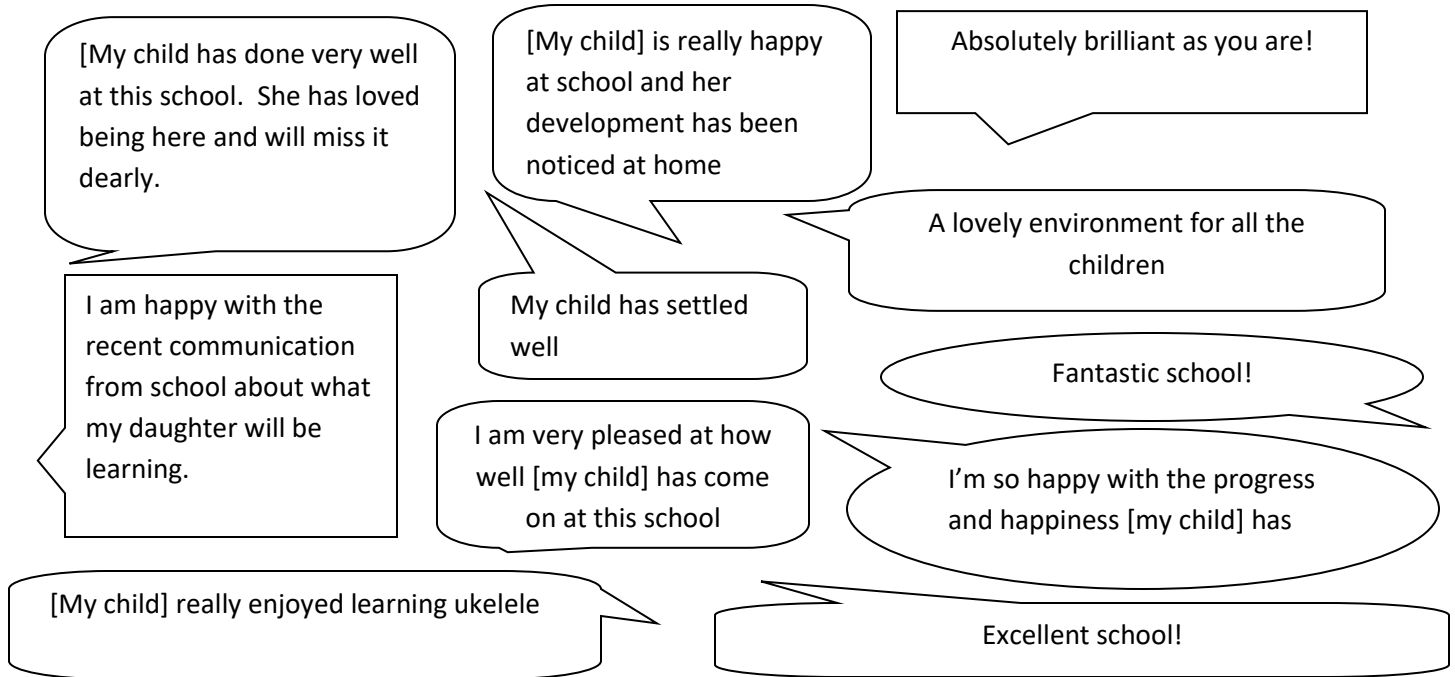 [My child has done very well
at this school.  She has loved
being here and will miss it
dearly.
[My child] is really happy
at school and her
development has been
noticed at home
Absolutely brilliant as you are!
A lovely environment for all the
children
I am happy with the
recent communication
from school about what
my daughter will be
learning.
My child has settled
well
Fantastic school!
I am very pleased at how
well [my child] has come
on at this school
I’m so happy with the progress
and happiness [my child] has
[My child] really enjoyed learning ukelele
Excellent school!